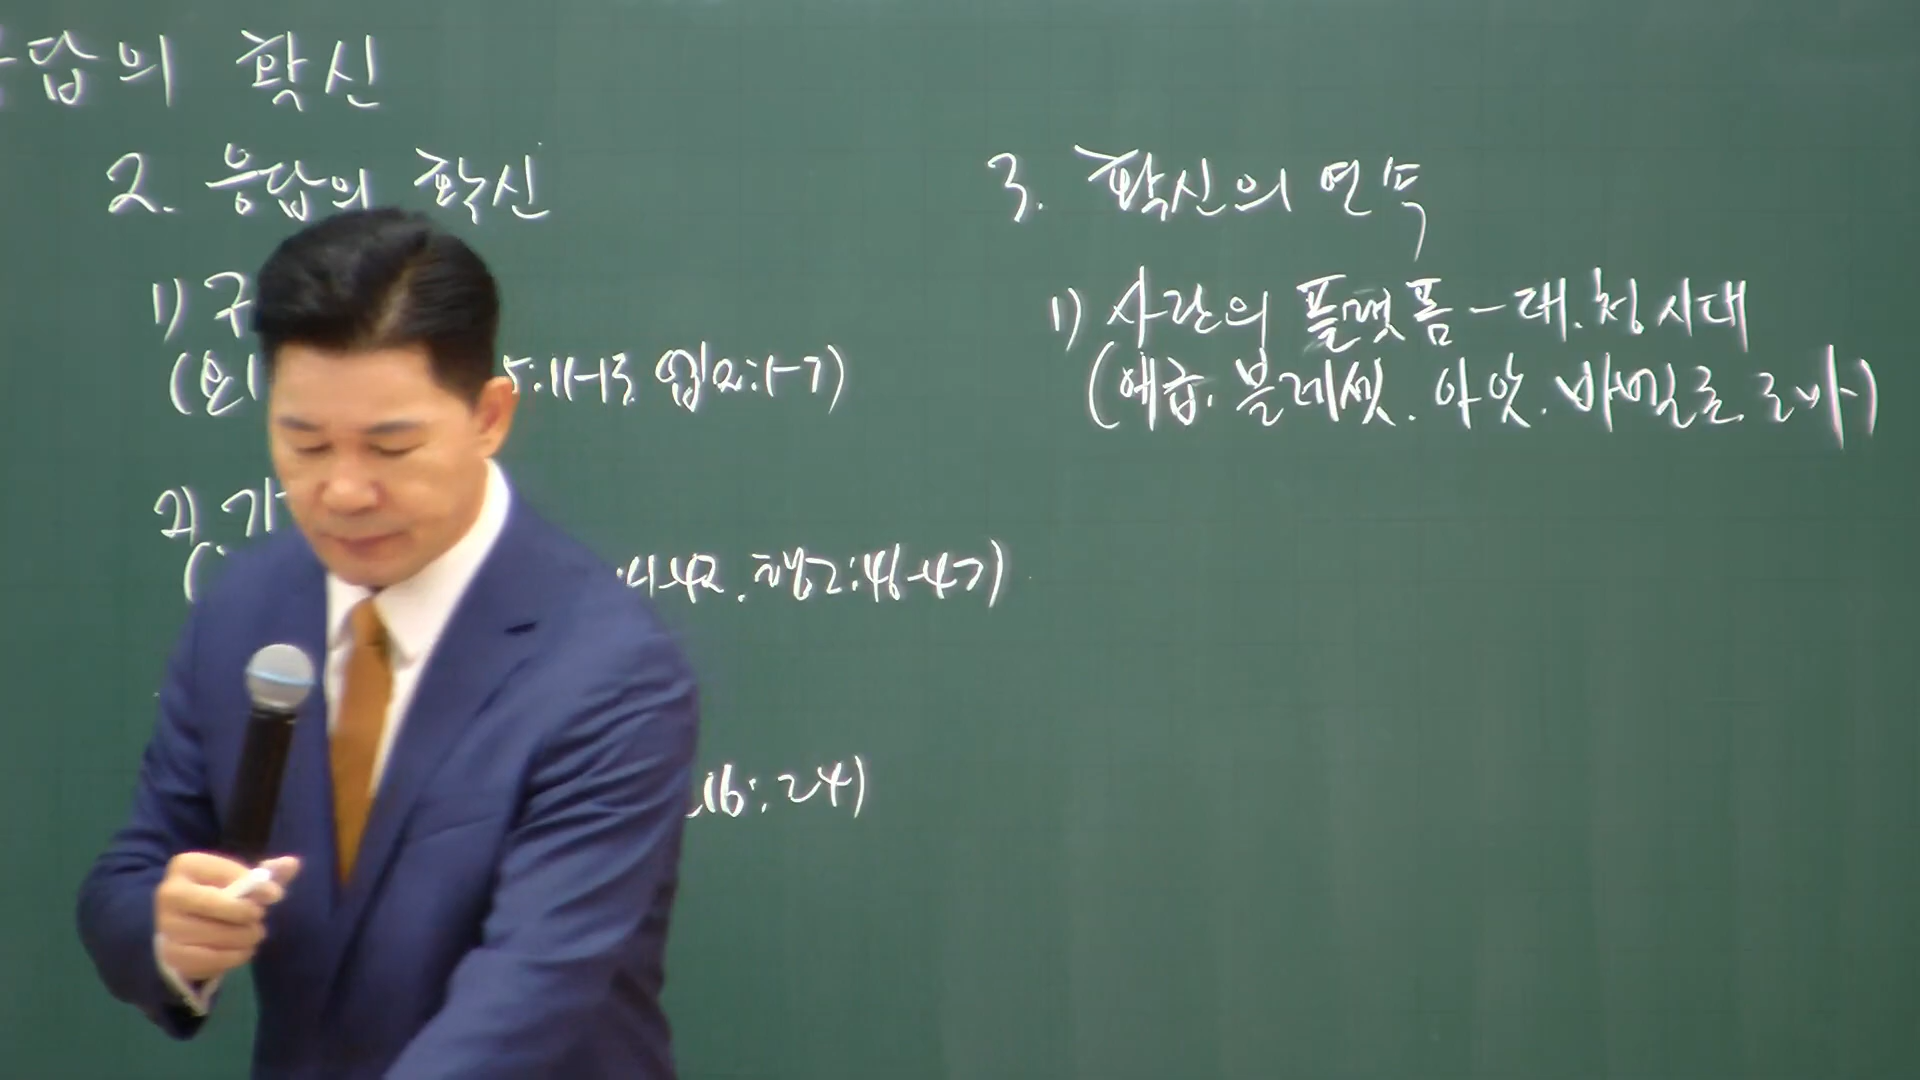 답의 확신
2. 응답의 확신
1) 구
5:11-13, 엡2:1-7)
2) 가
:41-42. 행2:46-47)
16:24)
3. 확신의 연속
1) 사단의 플랫폼 - 대.청시대
(애굽. 블레셋. 아앗. 바벨론. 로마)